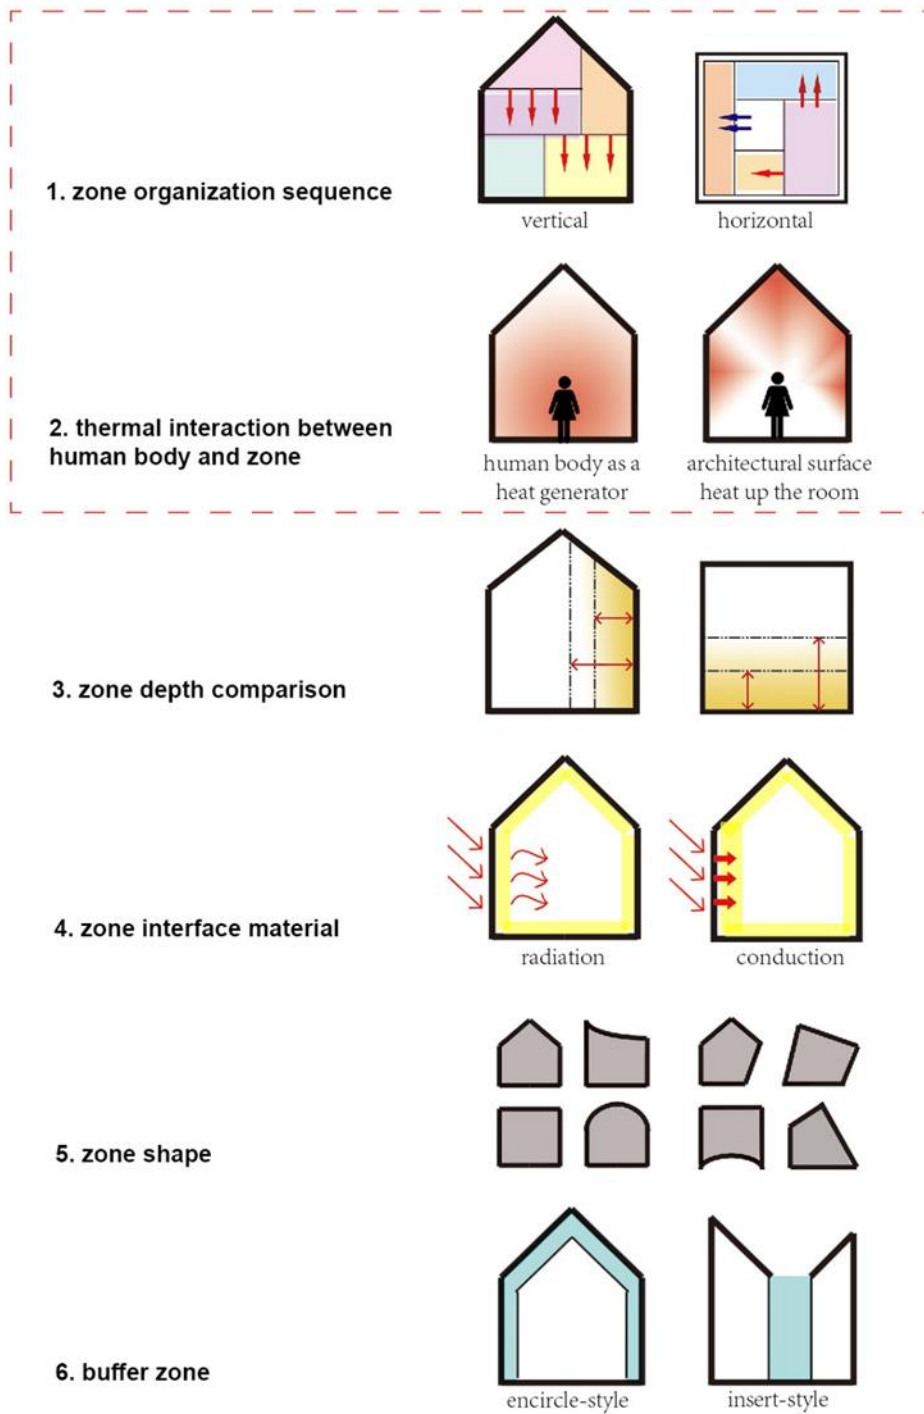 1. zone organization sequence
vertical
horizontal
2. thermal interaction between
human body and zone
human body as a
heat generator
architectural surface
heat up the room
3. zone depth comparison
4. zone interface material
radiation
conduction
5. zone shape
6. buffer zone
encircle-style
insert-style